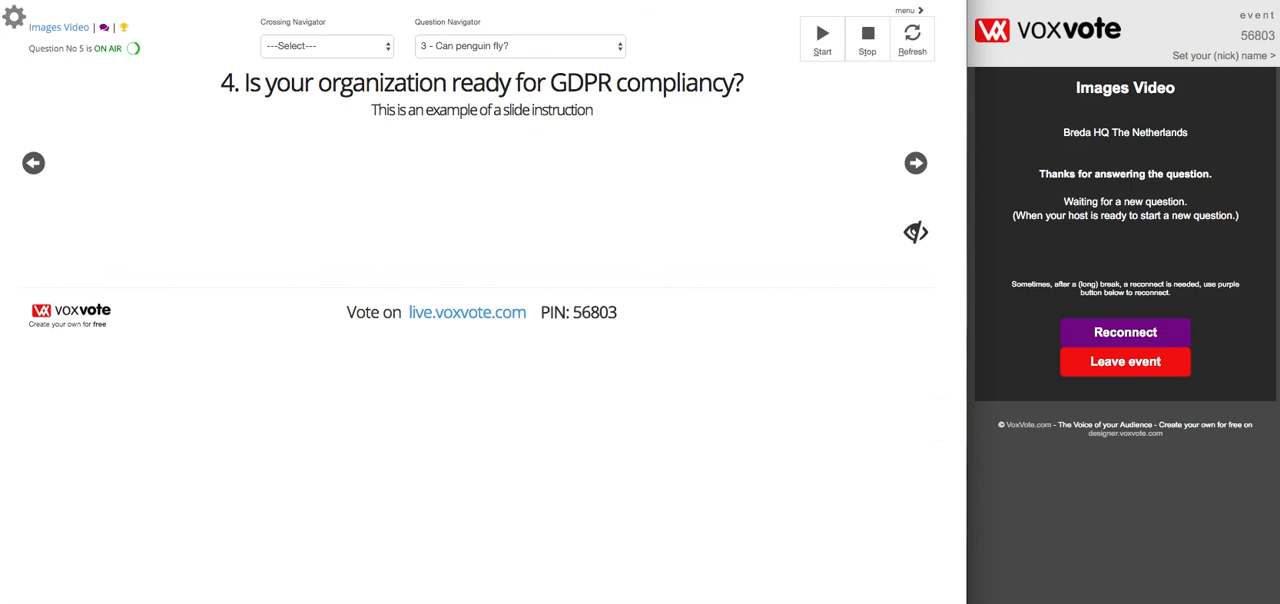 Images Video | |
Question No 5 is ON AIR
Crossing Navigator
---Select---
Question Navigator
3 - Can penguin fly?
menu
Start
Stop
Refresh
4. Is your organization ready for GDPR compliancy?
This is an example of a slide instruction
voxvote
Create your own for free
Vote on live.voxvote.com PIN: 56803
voxvote
event
56803
Set your (nick) name >
Images Video
Breda HQ The Netherlands
Thanks for answering the question.
Waiting for a new question.
(When your host is ready to start a new question.)
Sometimes, after a (long) break, a reconnect is needed, use purple
button below to reconnect.
Reconnect
Leave event
© VoxVote.com - The Voice of your Audience - Create your own for free on
designer.voxvote.com